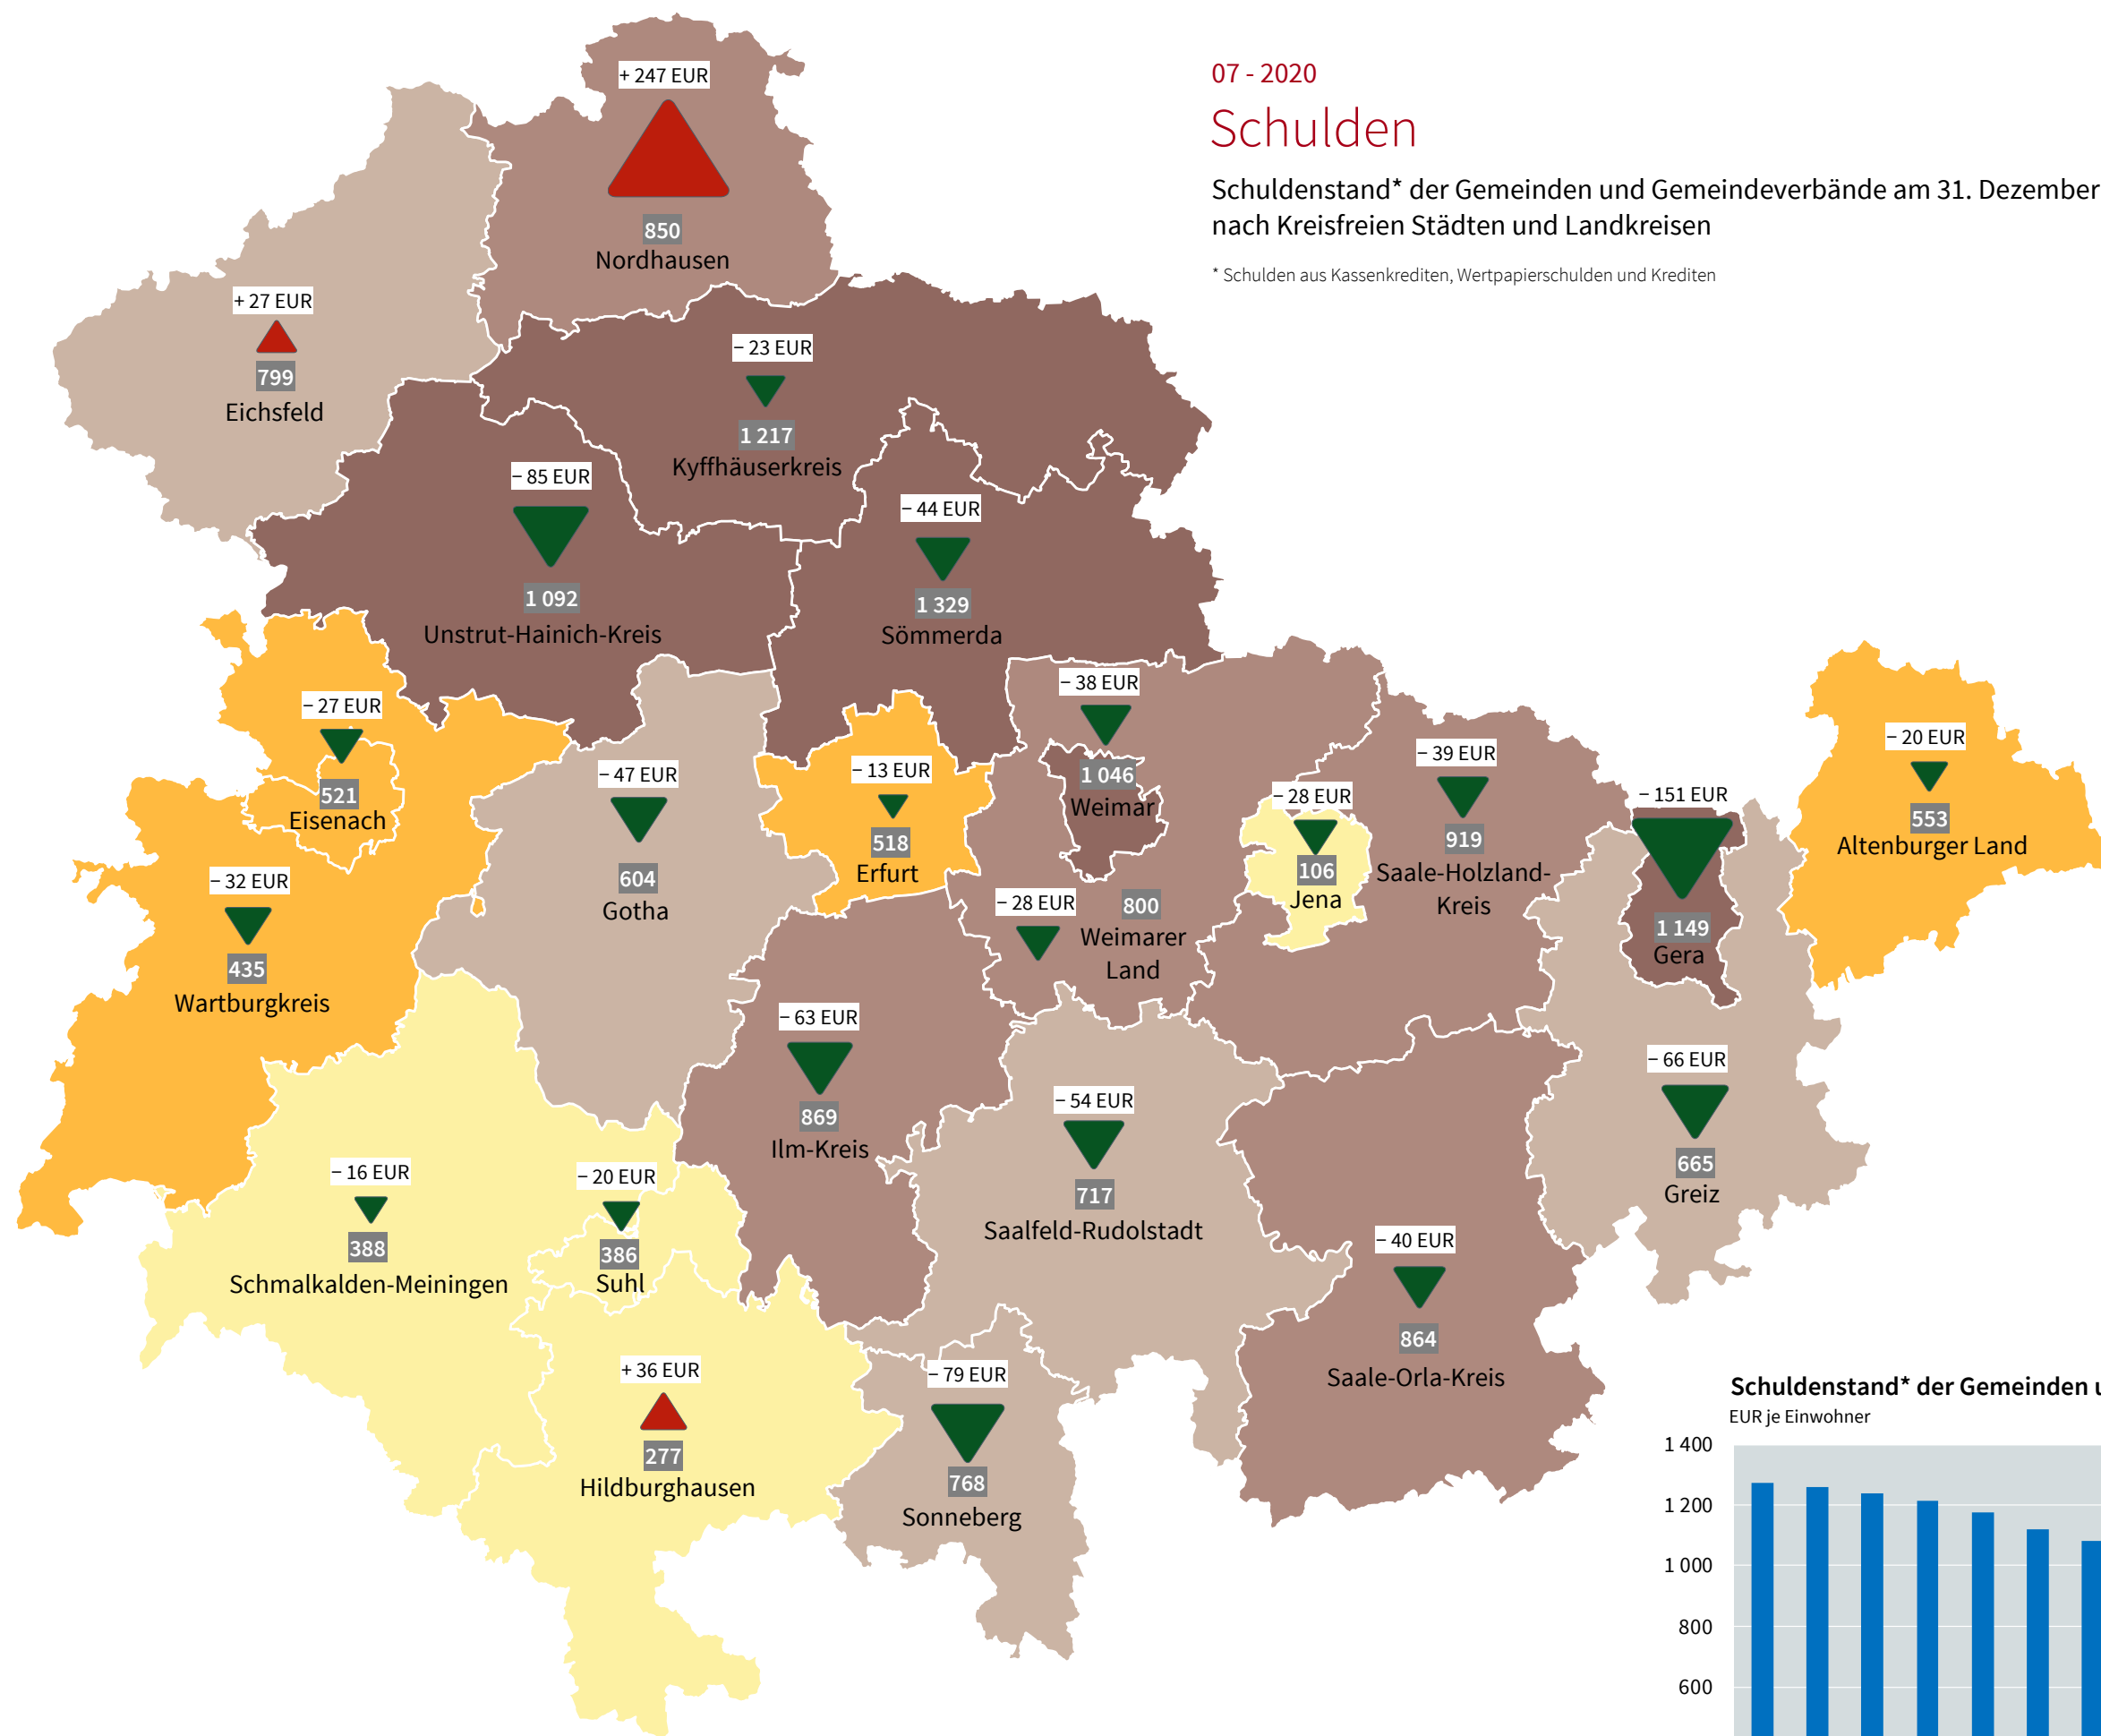 07 - 2020
Schulden
Schuldenstand* der Gemeinden und Gemeindeverbände am 31. Dezember
nach Kreisfreien Städten und Landkreisen
* Schulden aus Kassenkrediten, Wertpapierschulden und Krediten
+ 247 EUR
850
Nordhausen
+ 27 EUR
799
Eichsfeld
− 23 EUR
1 217
Kyffhäuserkreis
− 85 EUR
1 092
Unstrut-Hainich-Kreis
− 44 EUR
1 329
Sömmerda
− 27 EUR
521
Eisenach
− 32 EUR
435
Wartburgkreis
− 47 EUR
604
Gotha
− 13 EUR
518
Erfurt
− 38 EUR
1 046
Weimar
− 28 EUR
800
Weimarer
Land
− 28 EUR
106
Jena
− 39 EUR
919
Saale-Holzland-
Kreis
− 151 EUR
1 149
Gera
− 20 EUR
553
Altenburger Land
− 66 EUR
665
Greiz
− 63 EUR
869
Ilm-Kreis
− 54 EUR
717
Saalfeld-Rudolstadt
− 16 EUR
388
Schmalkalden-Meiningen
− 20 EUR
386
Suhl
− 40 EUR
864
Saale-Orla-Kreis
+ 36 EUR
277
Hildburghausen
− 79 EUR
768
Sonneberg
Schuldenstand* der Gemeinden
EUR je Einwohner
1 400
1 200
1 000
800
600